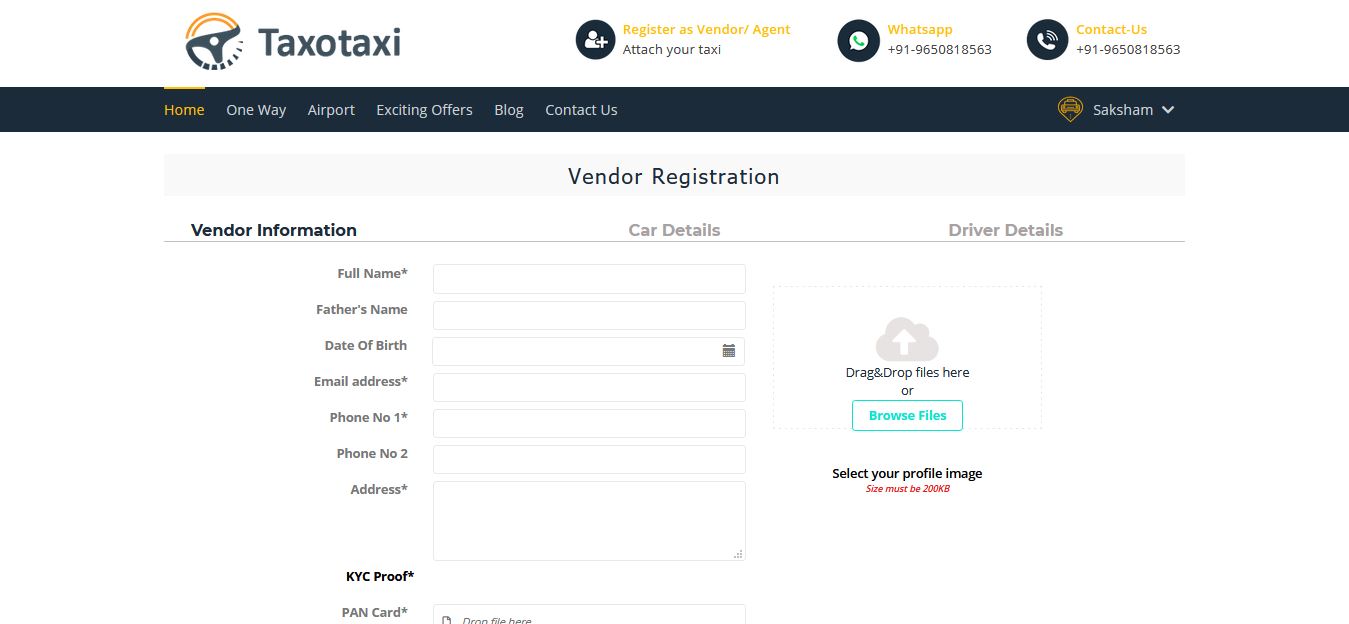 Taxotaxi
Register as Vendor/ Agent
Attach your taxi
Whatsapp
+91-9650818563
Contact-Us
+91-9650818563
Home One Way Airport Exciting Offers Blog Contact Us Saksham
Vendor Registration
Vendor Information Car Details Driver Details
Full Name*
Father's Name
Date Of Birth
Email address*
Phone No 1*
Phone No 2
Address*
Drag&Drop files here
or
Browse Files
Select your profile image
Size must be 200KB
KYC Proof*
PAN Card* Drop file here